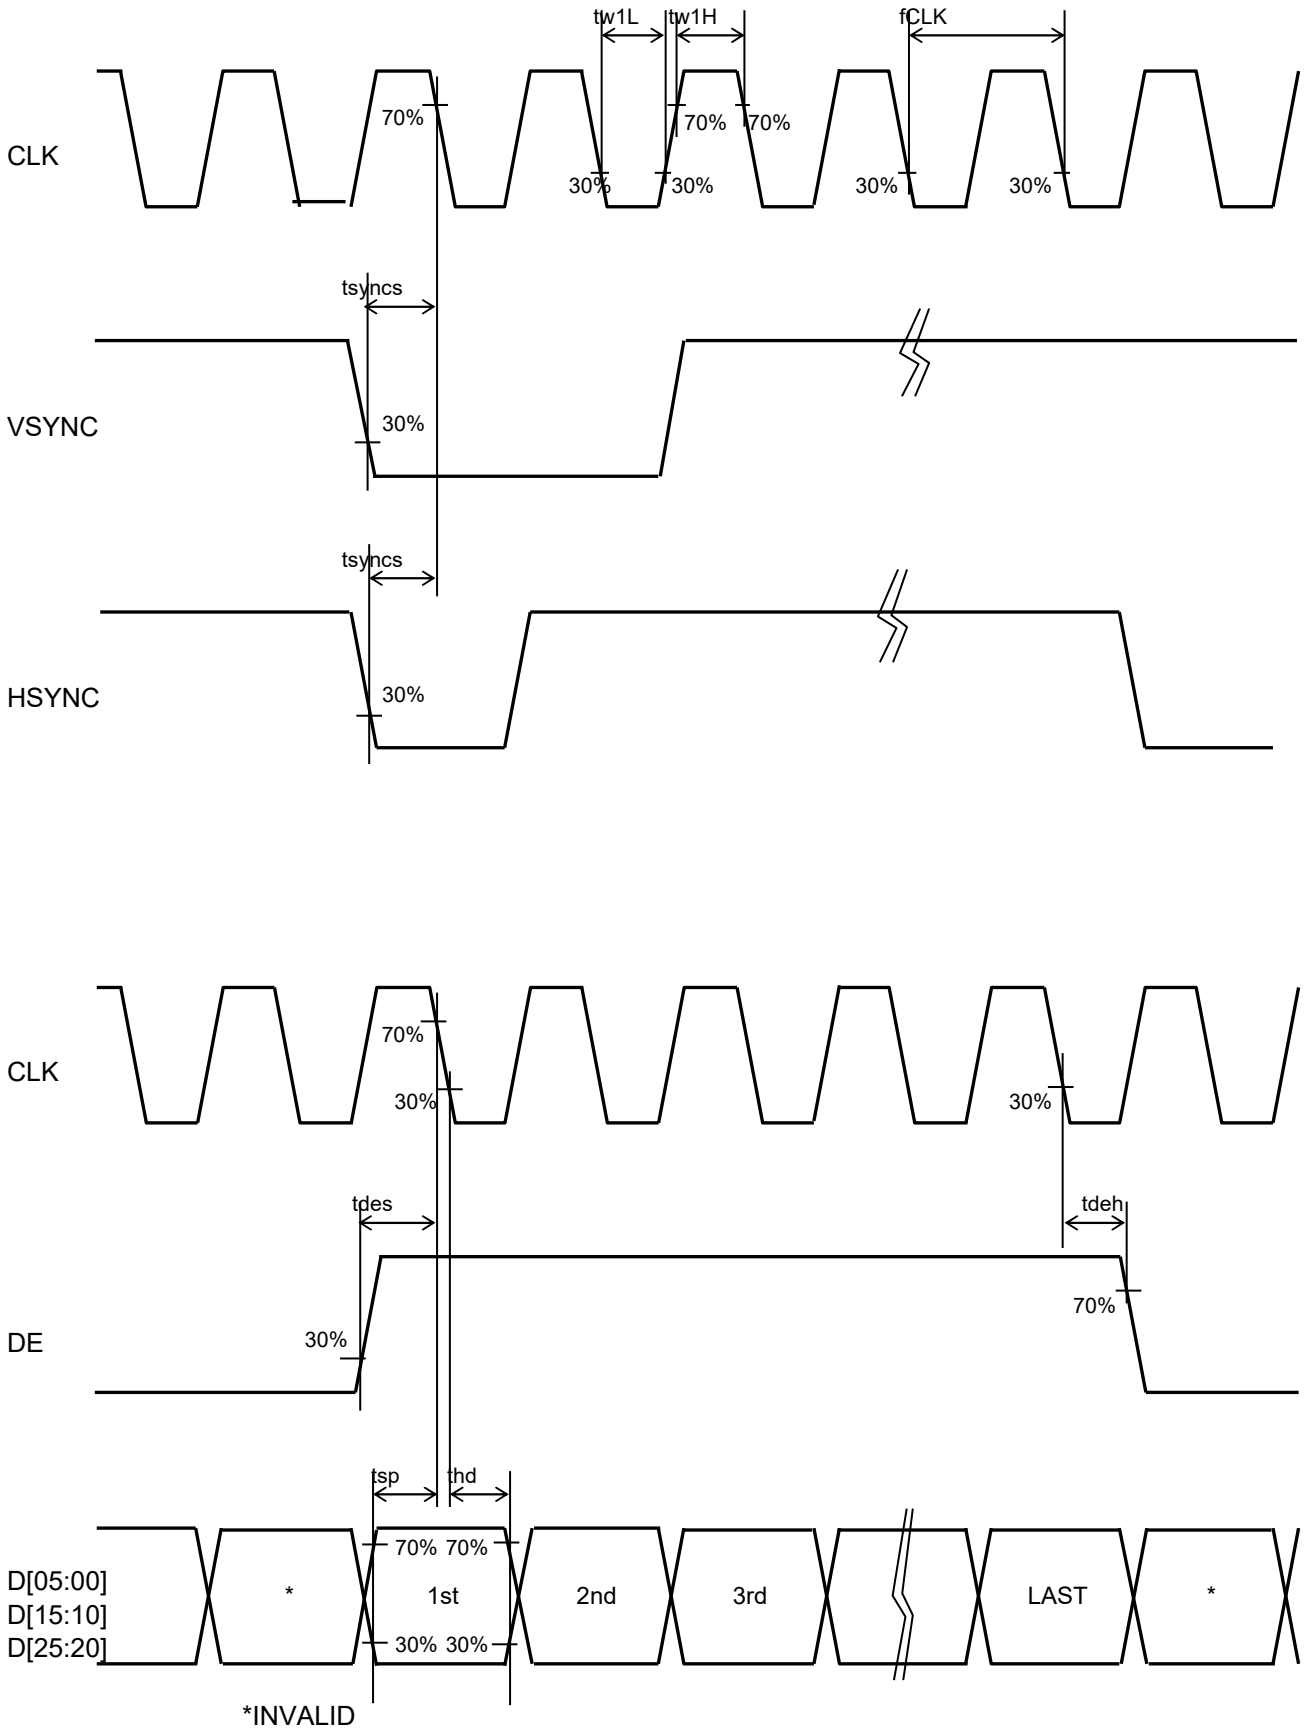 tw1L tw1H fCLK
70% 70% 70%
CLK
30% 30% 30% 30%
tsyncs
30%
VSYNC
tsyncs
30%
HSYNC
70%
CLK
30% 30%
tdes tdeh
70%
30%
DE
tsp thd
70% 70%
D[05:00]
* 1st 2nd 3rd LAST *
D[15:10]
D[25:20]
30% 30%
*INVALID